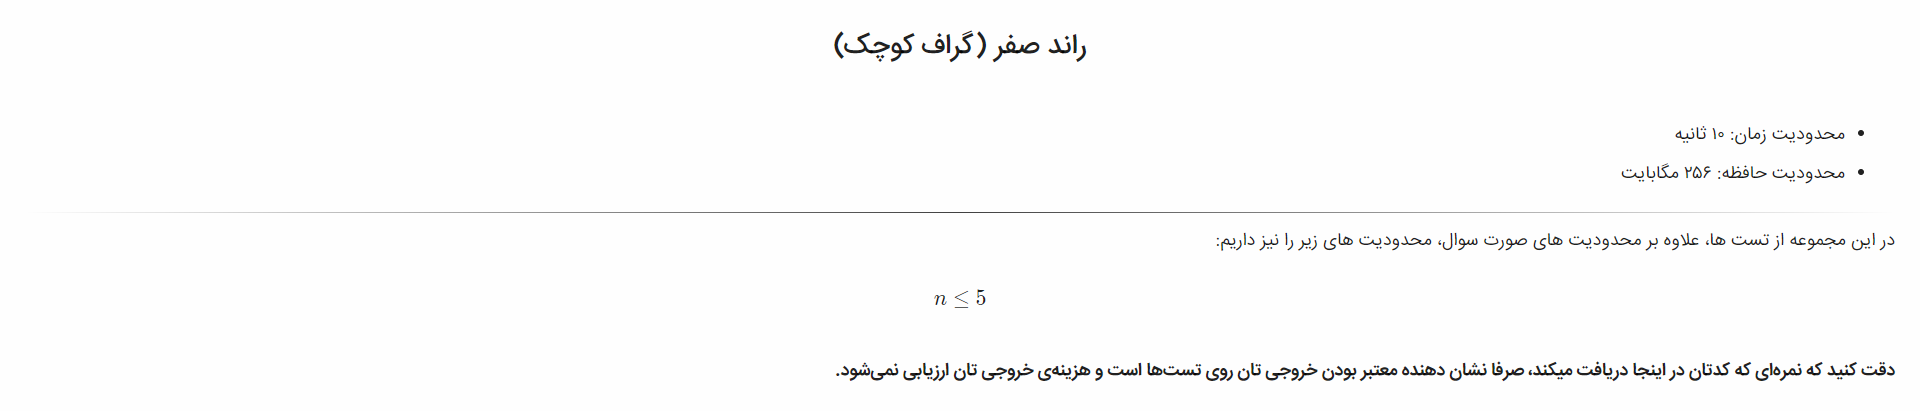 راند صفر (گراف کوچک)
محدودیت زمان: ۱۰ ثانیه
محدودیت حافظه: ۲۵۶ مگابایت
در این مجموعه از تست ها، علاوه بر محدودیت های صورت سوال، محدودیت های زیر را نیز داریم:
n ≤ 5
دقت کنید که نمره‌ای که کدتان در اینجا دریافت میکند، صرفا نشان دهنده معتبر بودن خروجی تان روی تست‌ها است و هزینه‌ی خروجی تان ارزیابی نمی‌شود.